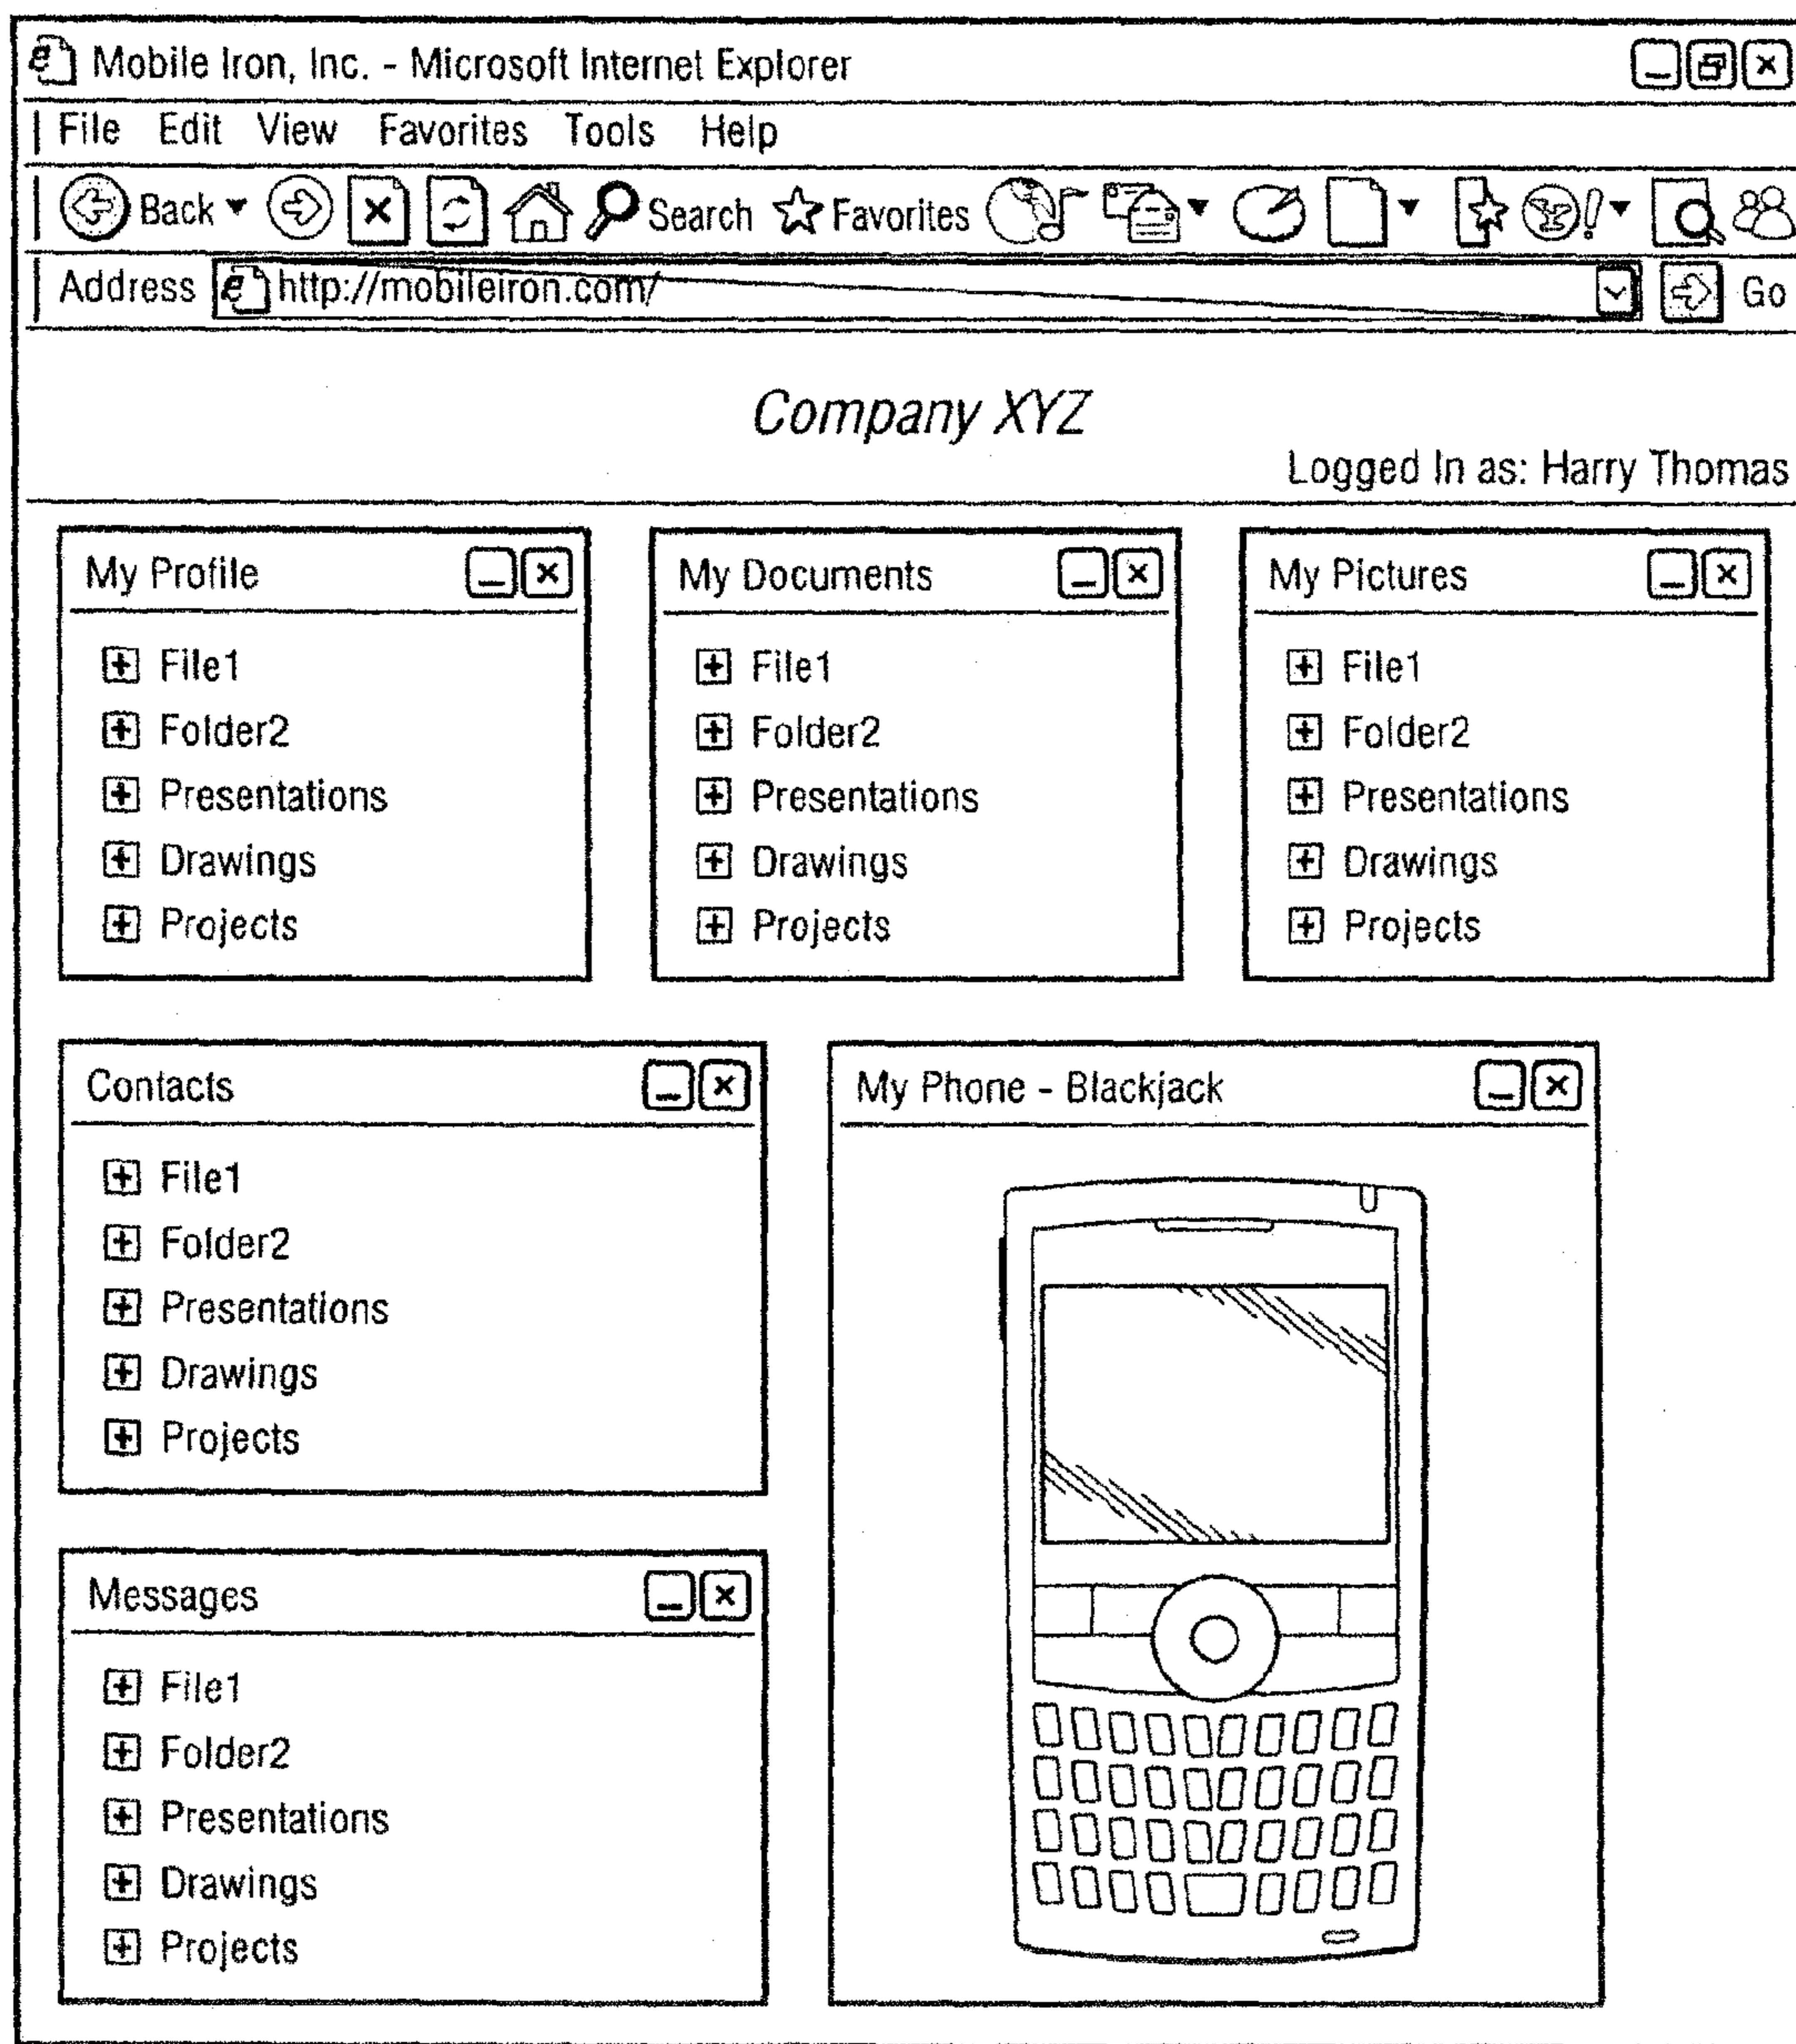 Mobile Iron, Inc. - Microsoft Internet Explorer
File Edit View Favorites Tools Help
Back Search Favorites
Address http://mobileiron.com/ Go
Company XYZ
Logged In as: Harry Thomas
My Profile
File1
Folder2
Presentations
Drawings
Projects
My Documents
File1
Folder2
Presentations
Drawings
Projects
My Pictures
File1
Folder2
Presentations
Drawings
Projects
Contacts
File1
Folder2
Presentations
Drawings
Projects
My Phone - Blackjack
Messages
File1
Folder2
Presentations
Drawings
Projects